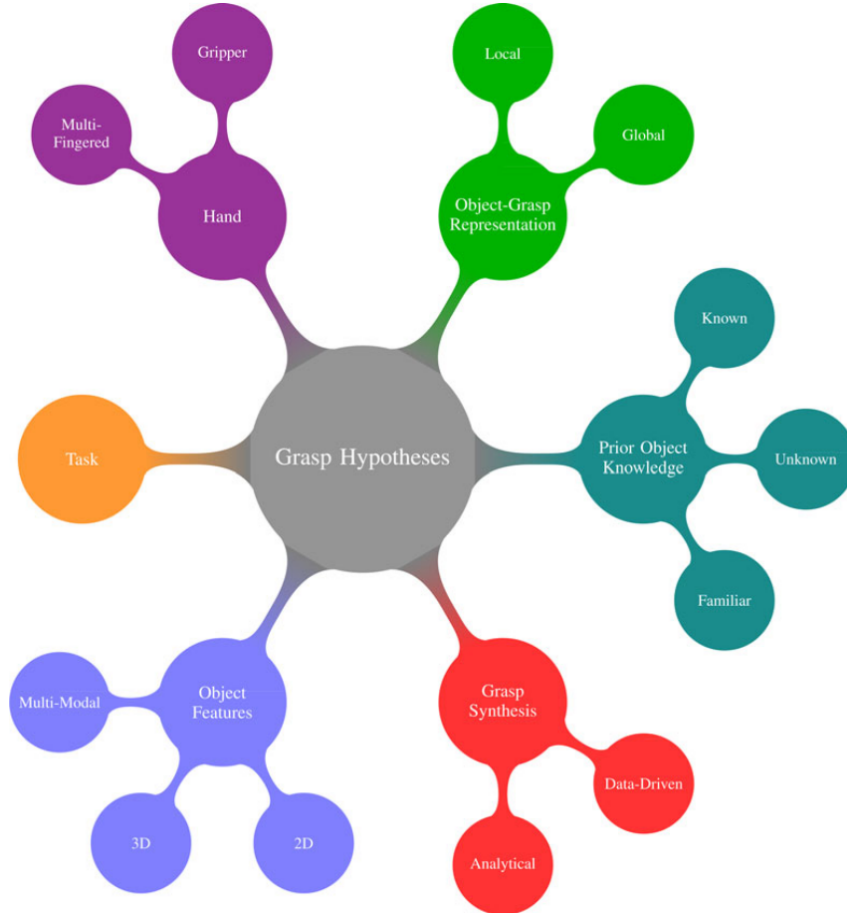 Gripper
Local
Multi-
Fingered
Global
Hand
Object-Grasp
Representation
Known
Task
Grasp Hypotheses
Prior Object
Knowledge
Unknown
Familiar
Multi-Modal
Object
Features
Grasp
Synthesis
Data-Driven
3D
2D
Analytical